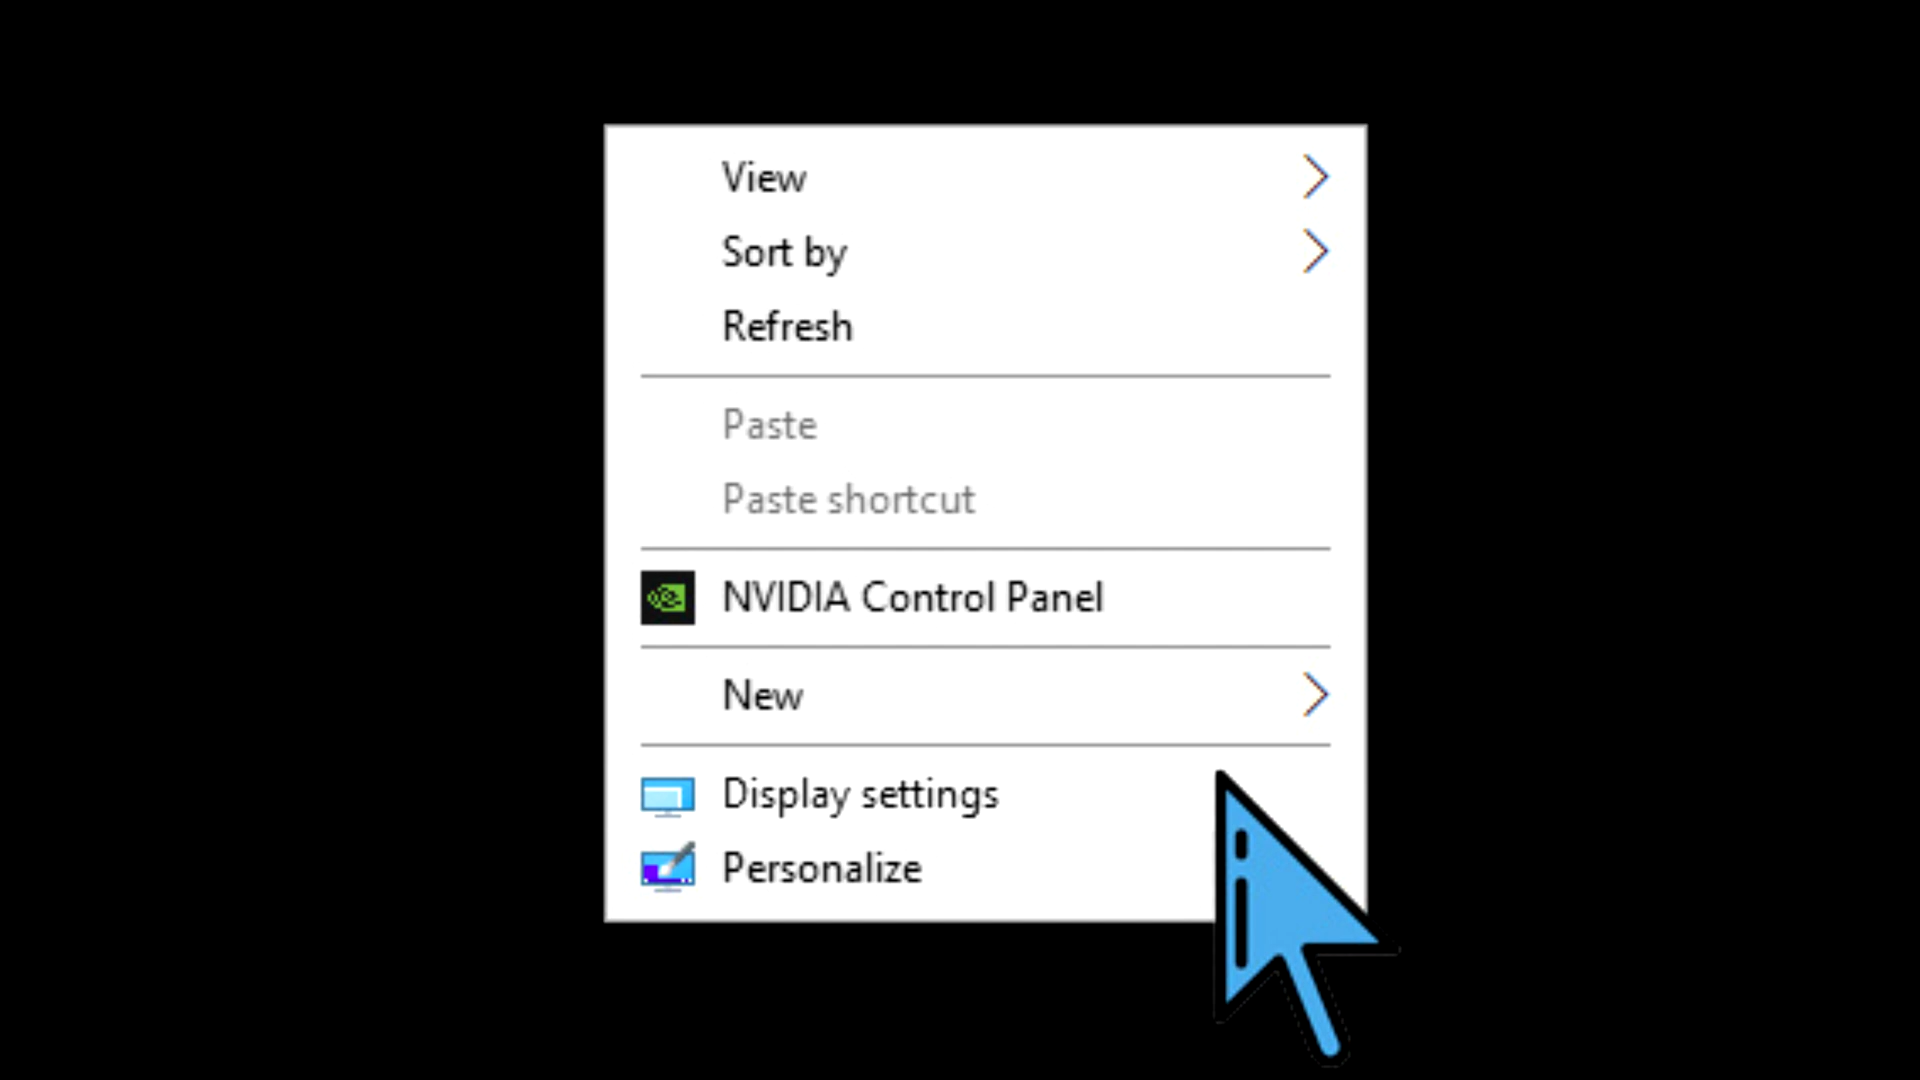 View
Sort by
Refresh
Paste
Paste shortcut
NVIDIA Control Panel
New
Display settings
Personalize